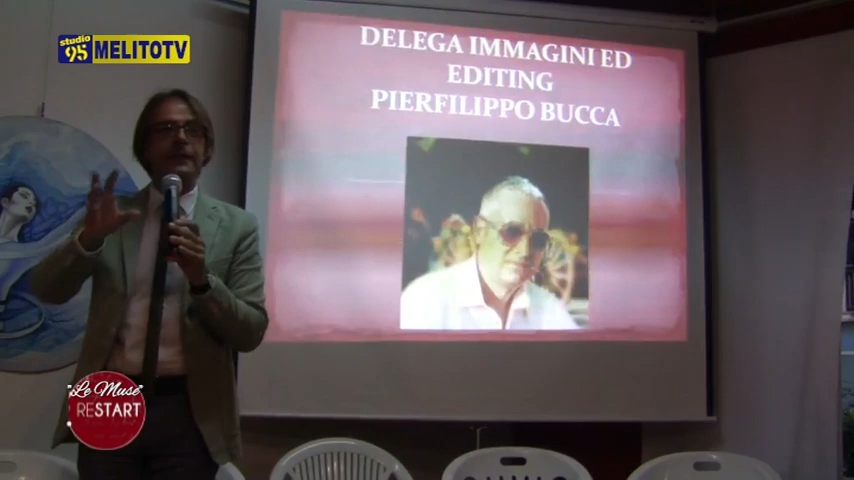 studio
95 MELITOTV
DELEGA IMMAGINI ED
EDITING
PIERFILIPPO BUCCA
"Le Muse"
RESTART